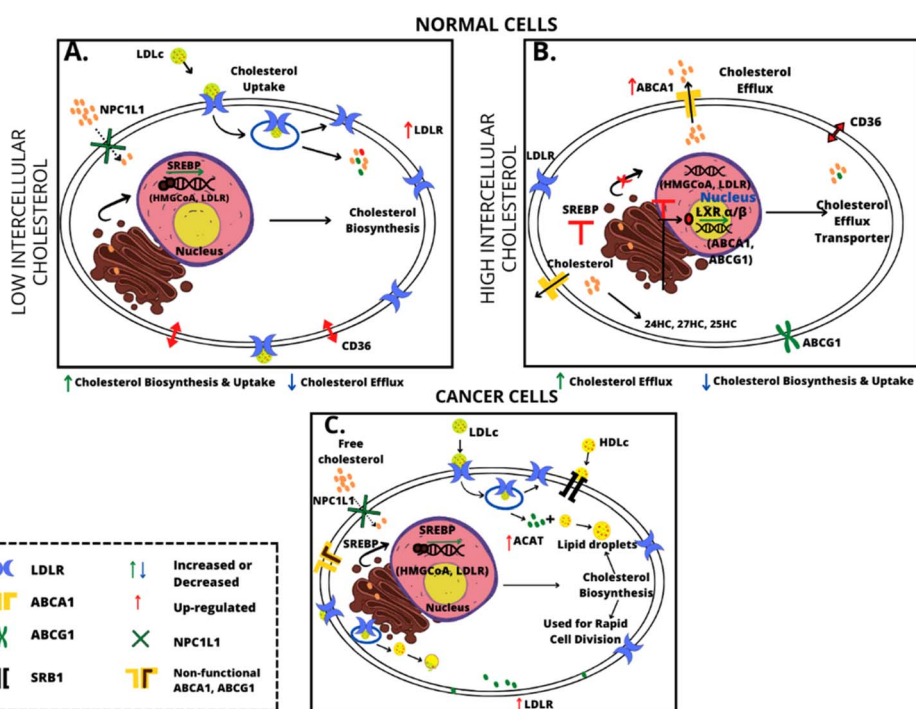 NORMAL CELLS
LOW INTERCELLULAR
CHOLESTEROL
A.
LDLc
Cholesterol
Uptake
NPC1L1
↑LDLR
SREBP
(HMGCoA, LDLR)
Nucleus
Cholesterol
Biosynthesis
CD36
↑Cholesterol Biosynthesis & Uptake ↓ Cholesterol Efflux
HIGH INTERCELLULAR
CHOLESTEROL
B.
↑ABCA1
Cholesterol
Efflux
CD36
LDLR
(HMGCoA, LDLR)
Nucleus
SREBP
LXR α/β
(ABCA1,
ABCG1)
Cholesterol
Efflux
Transporter
Cholesterol
24HC, 27HC, 25HC
ABCG1
↑ Cholesterol Efflux ↓ Cholesterol Biosynthesis & Uptake
CANCER CELLS
C.
LDLc
HDLc
Free
cholesterol
NPC1L1
+
↑ACAT
Lipid droplets
SREBP
SREBP
(HMGCoA, LDLR)
Nucleus
Cholesterol
Biosynthesis
Used for Rapid
Cell Division
↑LDLR
LDLR
ABCA1
ABCG1
SRB1
↑↓ Increased or
Decreased
↑ Up-regulated
NPC1L1
Non-functional
ABCA1, ABCG1